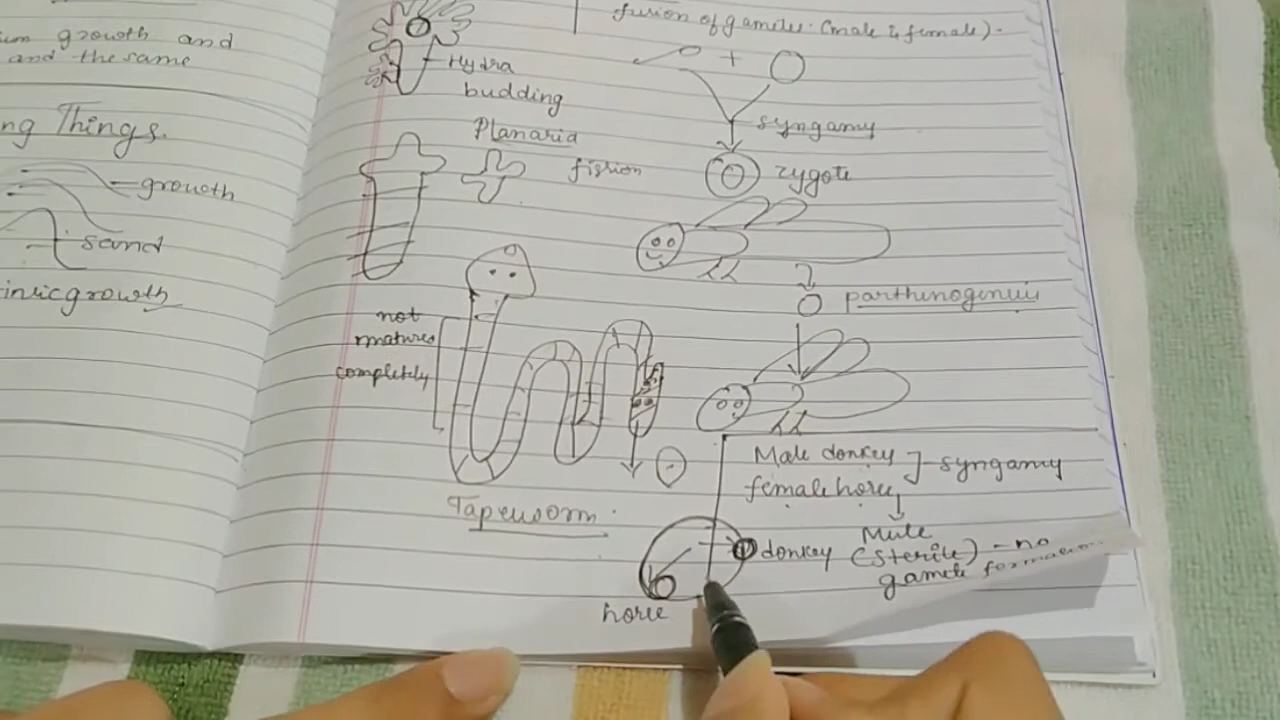 growth and
and the same
ng Things.
growth
sand
insicgrowth
Hydra
budding
Planaria
fission
not
matures
completely
Tapeworm
fusion of gametes. (male & female).
+
syngamy
zygote
parthenogenesis
Male donkey
female horse
syngamy
Mule
(sterile) - no
gamete formation
donkey
horse